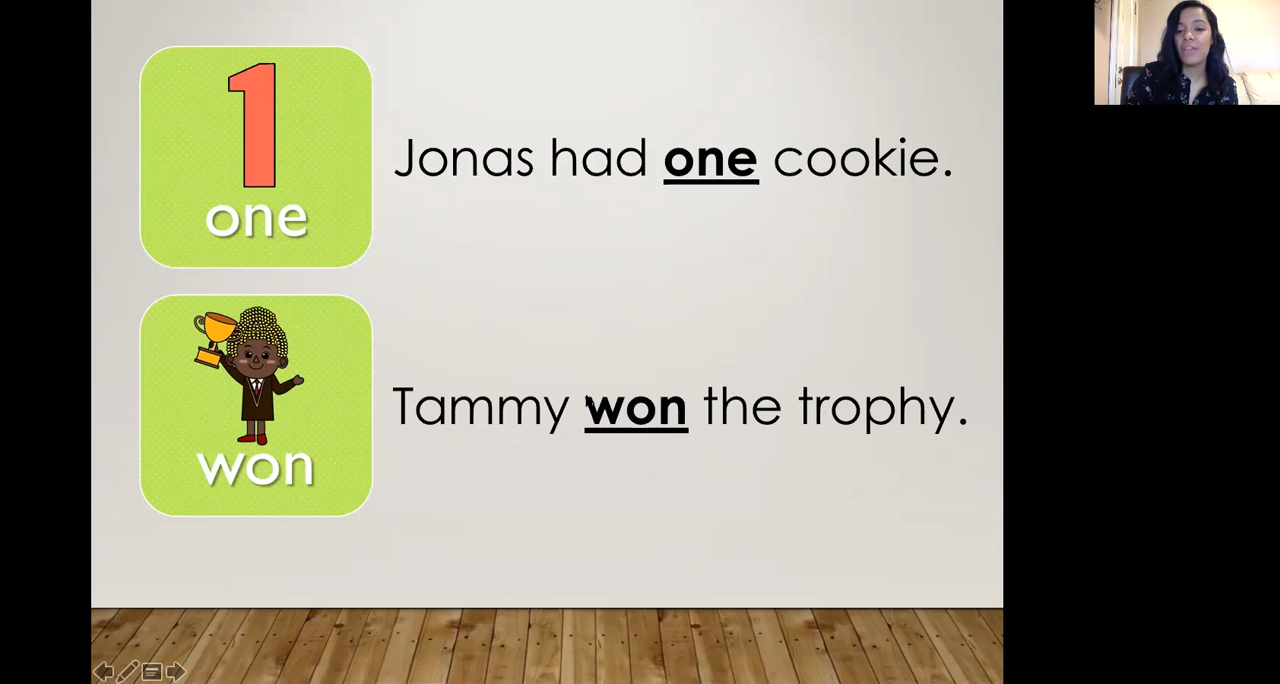 1
one
Jonas had one cookie.
won
Tammy won the trophy.